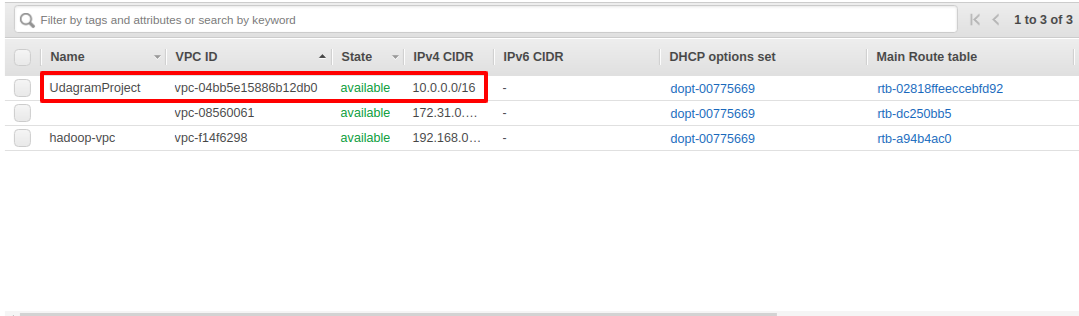 Filter by tags and attributes or search by keyword 1 to 3 of 3
Name VPC ID State IPv4 CIDR IPv6 CIDR DHCP options set Main Route table
UdagramProject vpc-04bb5e15886b12db0 available 10.0.0.0/16 - dopt-00775669 rtb-02818ffeeccebfd92
vpc-08560061 available 172.31.0.… - dopt-00775669 rtb-dc250bb5
hadoop-vpc vpc-f14f6298 available 192.168.0… - dopt-00775669 rtb-a94b4ac0